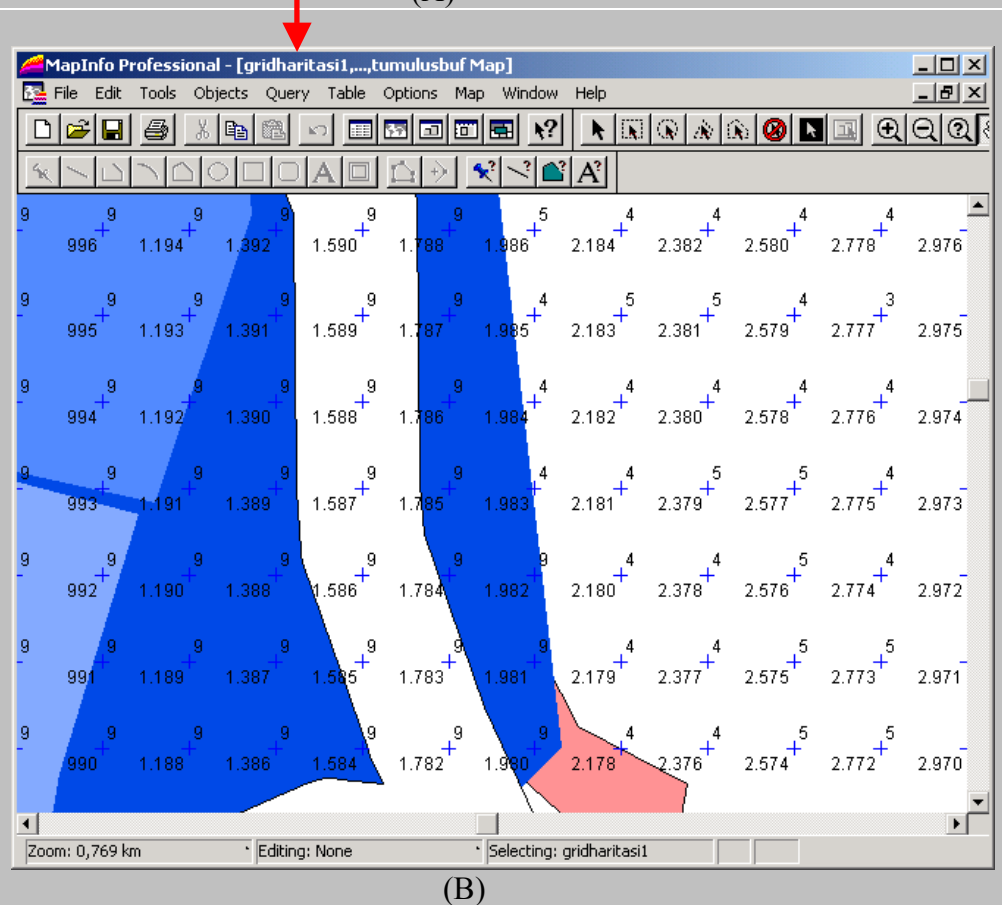 (A)
MapInfo Professional - [gridharitasi1,...,tumulusbuf Map]
File Edit Tools Objects Query Table Options Map Window Help
9 9 9 9 9 9 5 4 4 4 4
996 1.194 1.392 1.590 1.788 1.986 2.184 2.382 2.580 2.778 2.976
9 9 9 9 9 9 4 5 5 4 3
995 1.193 1.391 1.589 1.787 1.985 2.183 2.381 2.579 2.777 2.975
9 9 9 9 9 9 4 4 4 4 4
994 1.192 1.390 1.588 1.786 1.984 2.182 2.380 2.578 2.776 2.974
9 9 9 9 9 9 4 4 5 5 4
993 1.191 1.389 1.587 1.785 1.983 2.181 2.379 2.577 2.775 2.973
9 9 9 9 9 9 9 4 4 5 4
992 1.190 1.388 1.586 1.784 1.982 2.180 2.378 2.576 2.774 2.972
9 9 9 9 9 9 9 4 4 5 5
991 1.189 1.387 1.585 1.783 1.981 2.179 2.377 2.575 2.773 2.971
9 9 9 9 9 9 9 4 4 5 5
990 1.188 1.386 1.584 1.782 1.980 2.178 2.376 2.574 2.772 2.970
Zoom: 0,769 km Editing: None Selecting: gridharitasi1
(B)